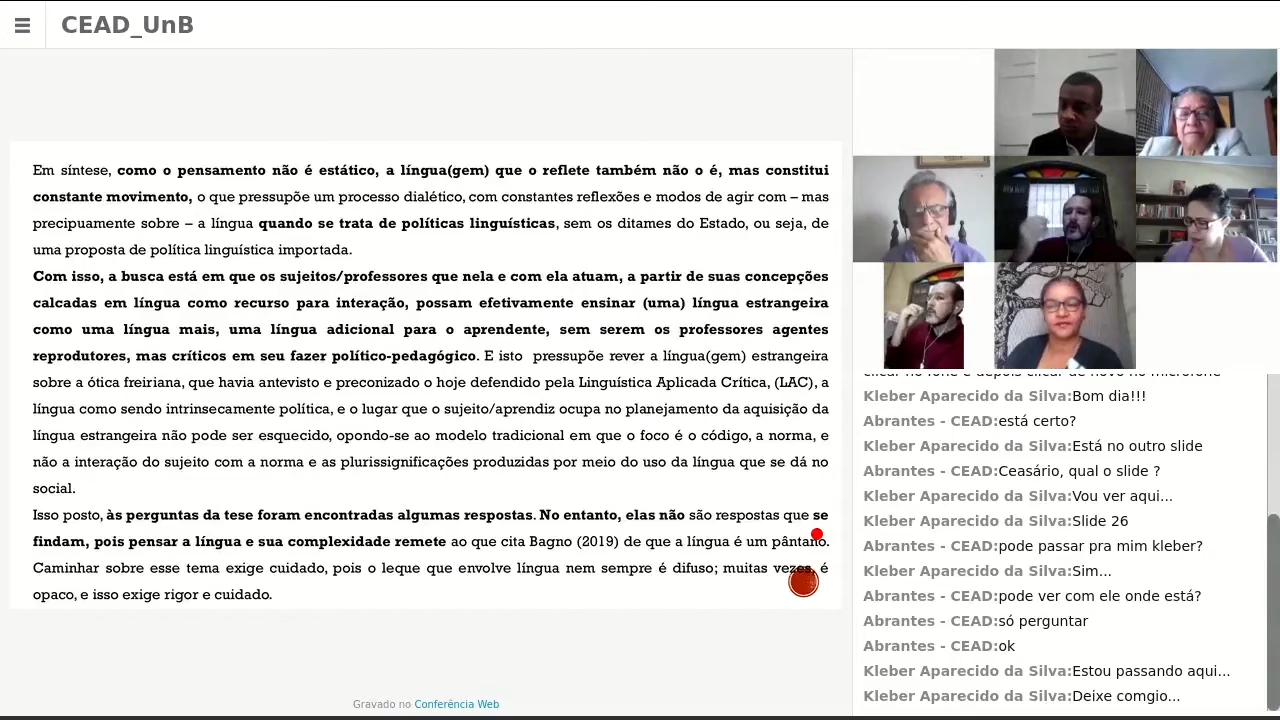 CEAD_UnB
Em síntese, como o pensamento não é estático, a língua(gem) que o reflete também não o é, mas constitui
constante movimento, o que pressupõe um processo dialético, com constantes reflexões e modos de agir com – mas
precipuamente sobre – a língua quando se trata de políticas linguísticas, sem os ditames do Estado, ou seja, de
uma proposta de política linguística importada.
Com isso, a busca está em que os sujeitos/professores que nela e com ela atuam, a partir de suas concepções
calcadas em língua como recurso para interação, possam efetivamente ensinar (uma) língua estrangeira
como uma língua mais, uma língua adicional para o aprendente, sem serem os professores agentes
reprodutores, mas críticos em seu fazer político-pedagógico. E isto pressupõe rever a língua(gem) estrangeira
sobre a ótica freiriana, que havia antevisto e preconizado o hoje defendido pela Linguística Aplicada Crítica, (LAC), a
língua como sendo intrinsecamente política, e o lugar que o sujeito/aprendiz ocupa no planejamento da aquisição da
língua estrangeira não pode ser esquecido, opondo-se ao modelo tradicional em que o foco é o código, a norma, e
não a interação do sujeito com a norma e as plurissignificações produzidas por meio do uso da língua que se dá no
social.
Isso posto, às perguntas da tese foram encontradas algumas respostas. No entanto, elas não são respostas que se
findam, pois pensar a língua e sua complexidade remete ao que cita Bagno (2019) de que a língua é um pântano.
Caminhar sobre esse tema exige cuidado, pois o leque que envolve língua nem sempre é difuso; muitas vezes, é
opaco, e isso exige rigor e cuidado.
Gravado no Conferência Web
clicar no fone e depois clicar de novo no microfone
Kleber Aparecido da Silva:Bom dia!!!
Abrantes - CEAD:está certo?
Kleber Aparecido da Silva:Está no outro slide
Abrantes - CEAD:Ceasário, qual o slide ?
Kleber Aparecido da Silva:Vou ver aqui...
Kleber Aparecido da Silva:Slide 26
Abrantes - CEAD:pode passar pra mim kleber?
Kleber Aparecido da Silva:Sim...
Abrantes - CEAD:pode ver com ele onde está?
Abrantes - CEAD:só perguntar
Abrantes - CEAD:ok
Kleber Aparecido da Silva:Estou passando aqui...
Kleber Aparecido da Silva:Deixe comgio...